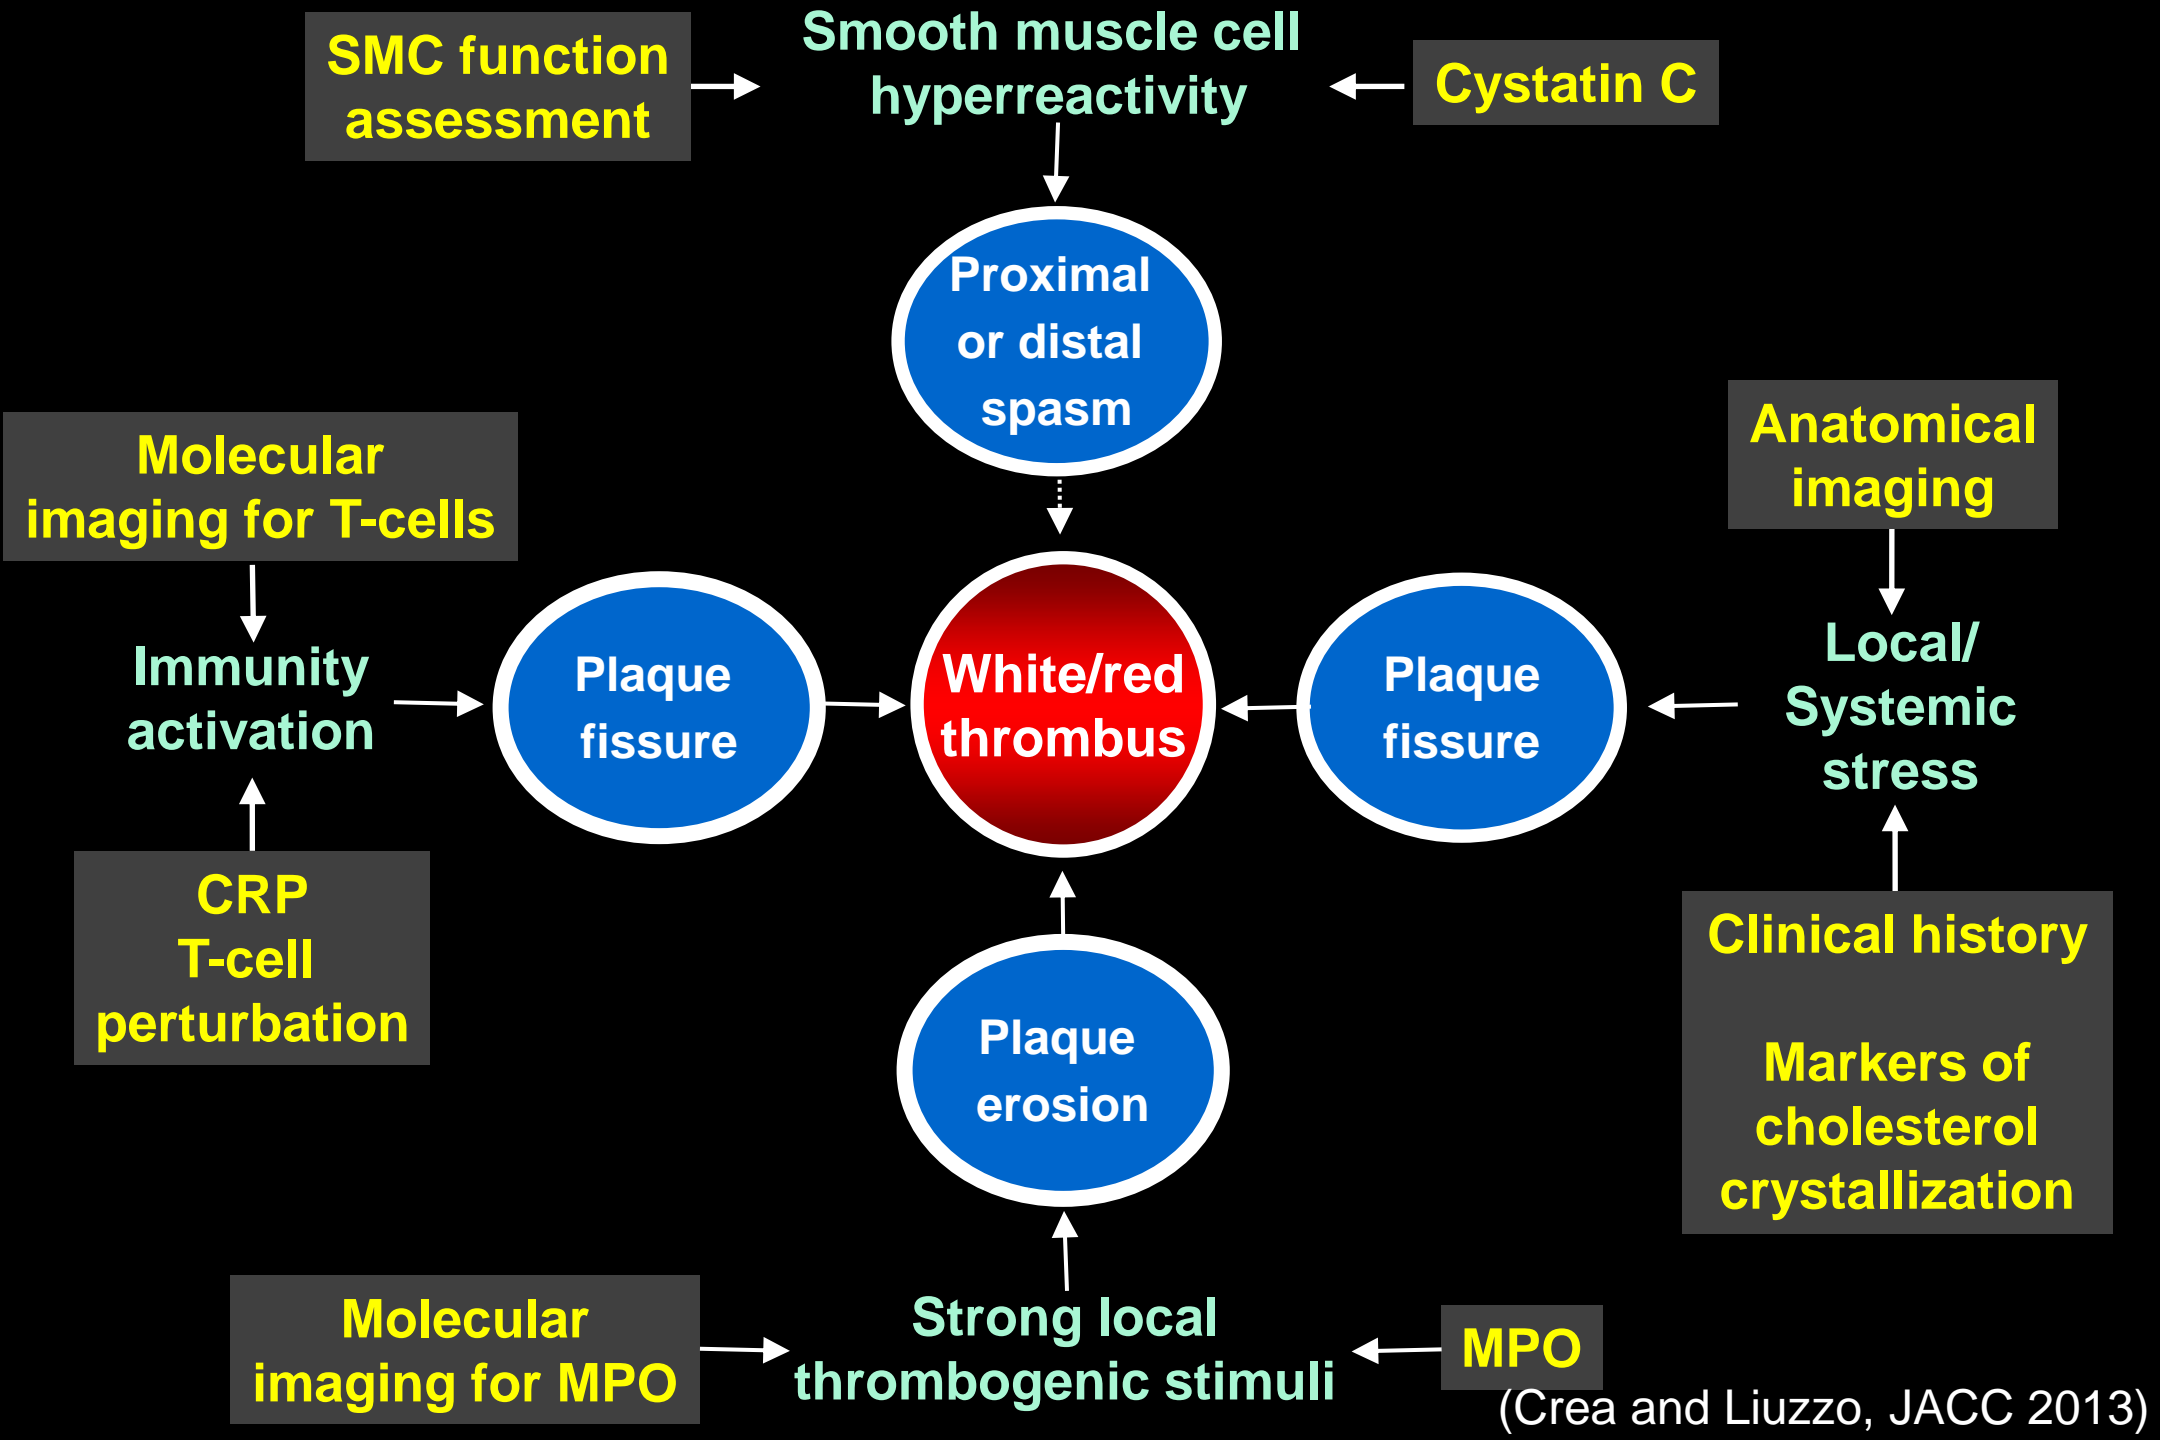 SMC function
assessment
Smooth muscle cell
hyperreactivity
Cystatin C
Proximal
or distal
spasm
Molecular
imaging for T-cells
Anatomical
imaging
Immunity
activation
Plaque
fissure
White/red
thrombus
Plaque
fissure
Local/
Systemic
stress
CRP
T-cell
perturbation
Clinical history
Markers of
cholesterol
crystallization
Plaque
erosion
Molecular
imaging for MPO
Strong local
thrombogenic stimuli
MPO
(Crea and Liuzzo, JACC 2013)